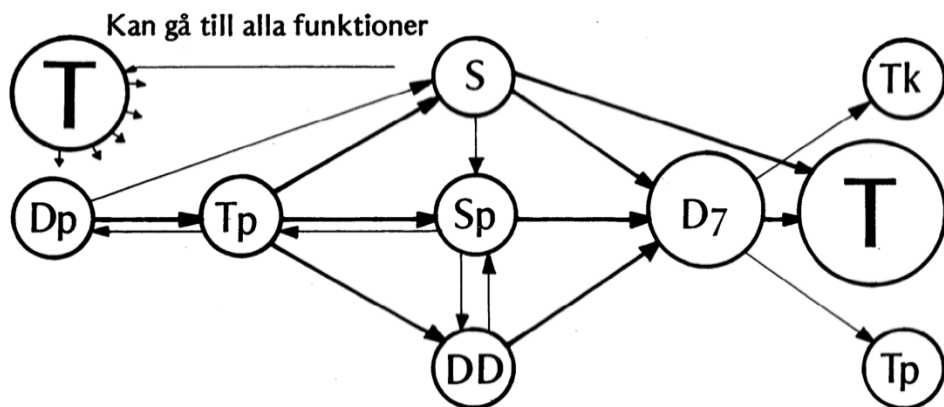 Kan gå till alla funktioner
T
S
Tk
Dp
Tp
Sp
D7
T
DD
Tp